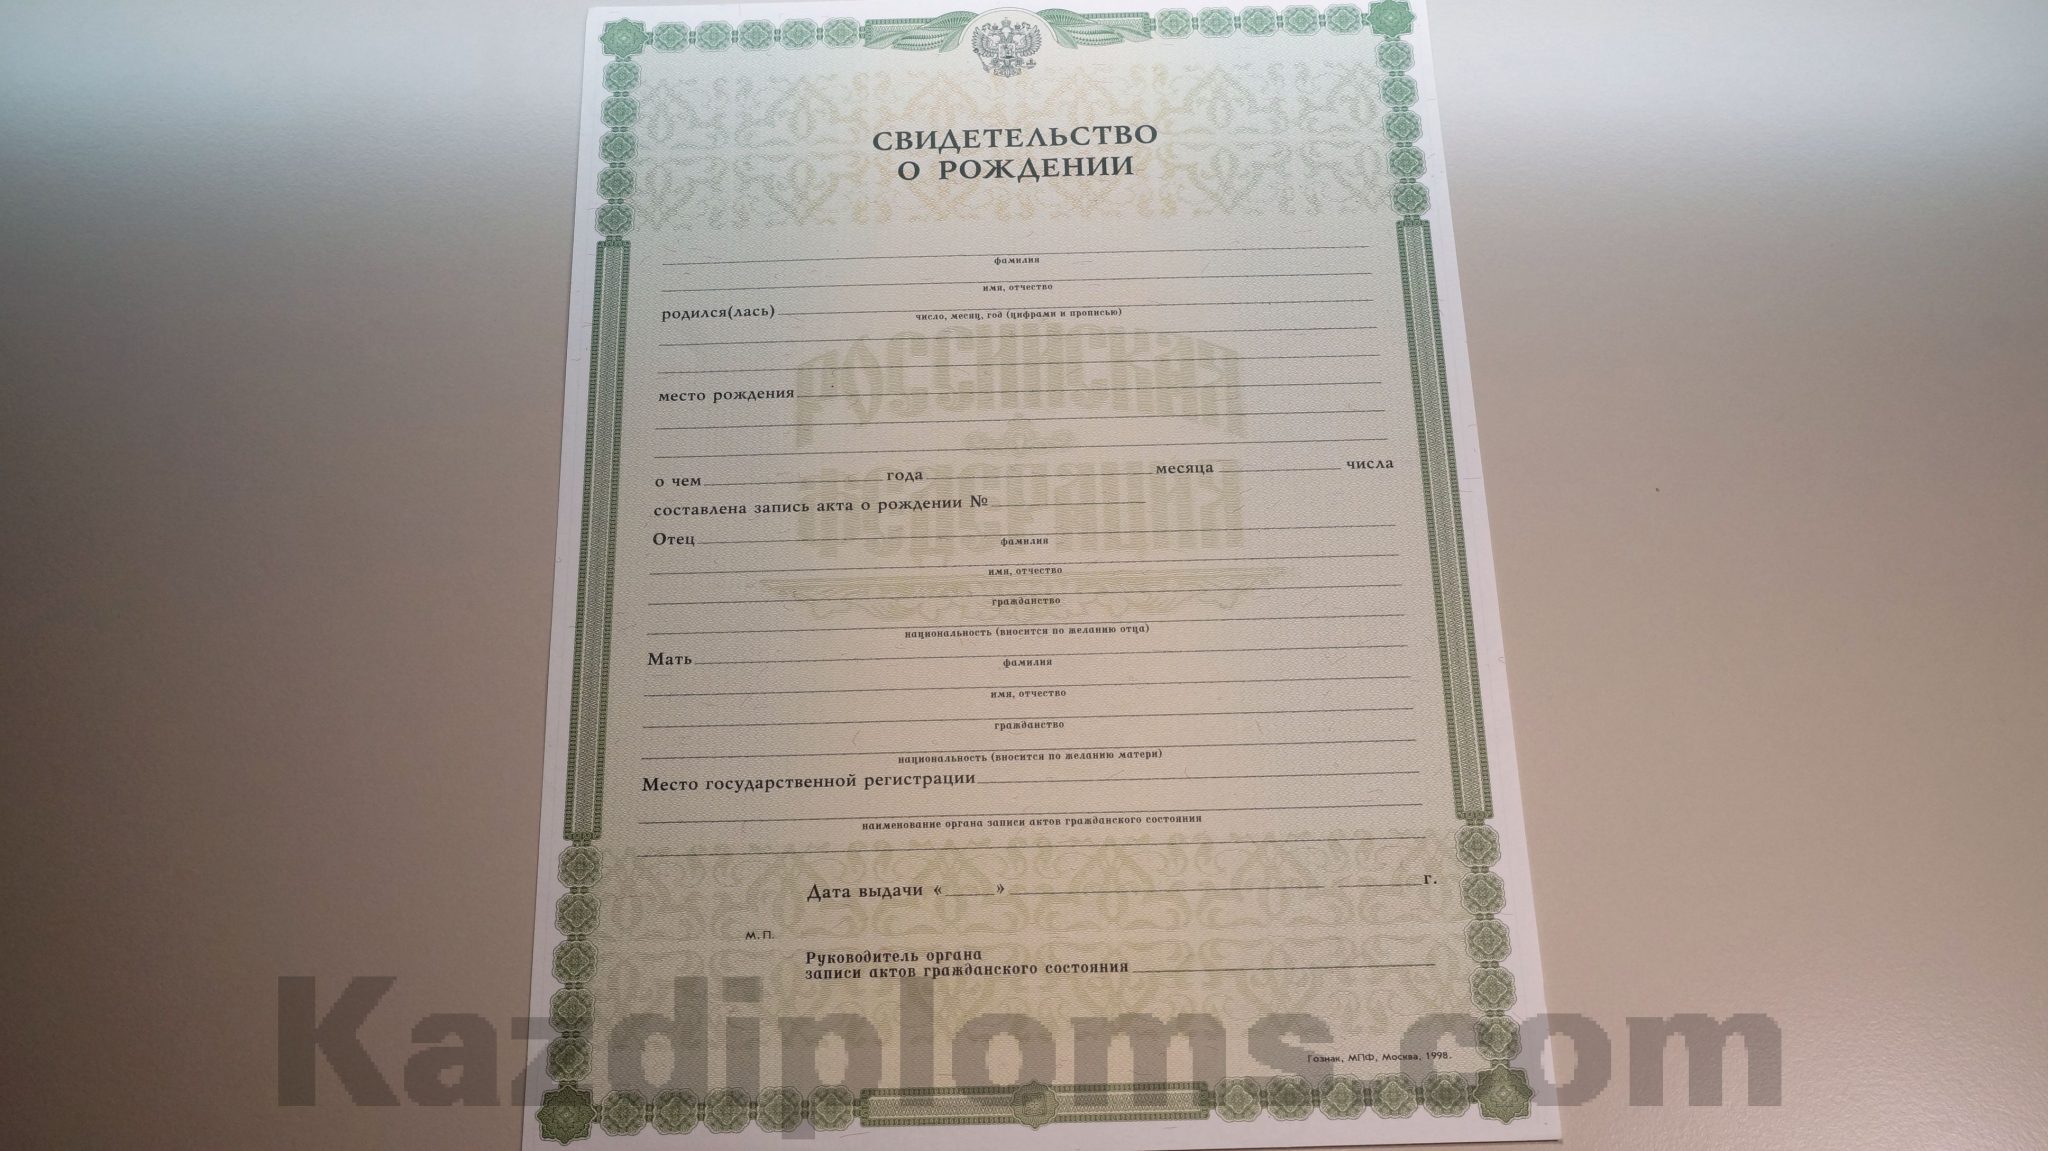 СВИДЕТЕЛЬСТВО
О РОЖДЕНИИ
фамилия
имя, отчество
родился(лась)
число, месяц, год (цифрами и прописью)
РОССИЙСКАЯ
место рождения
ФЕДЕРАЦИЯ
о чем года месяца числа
составлена запись акта о рождении №
Отец
фамилия
имя, отчество
гражданство
национальность (вносится по желанию отца)
Мать
фамилия
имя, отчество
гражданство
национальность (вносится по желанию матери)
Место государственной регистрации
наименование органа записи актов гражданского состояния
Дата выдачи « » г.
М.П.
Руководитель органа
записи актов гражданского состояния
Гознак, МПФ, Москва, 1998.
Kazdiploms.com